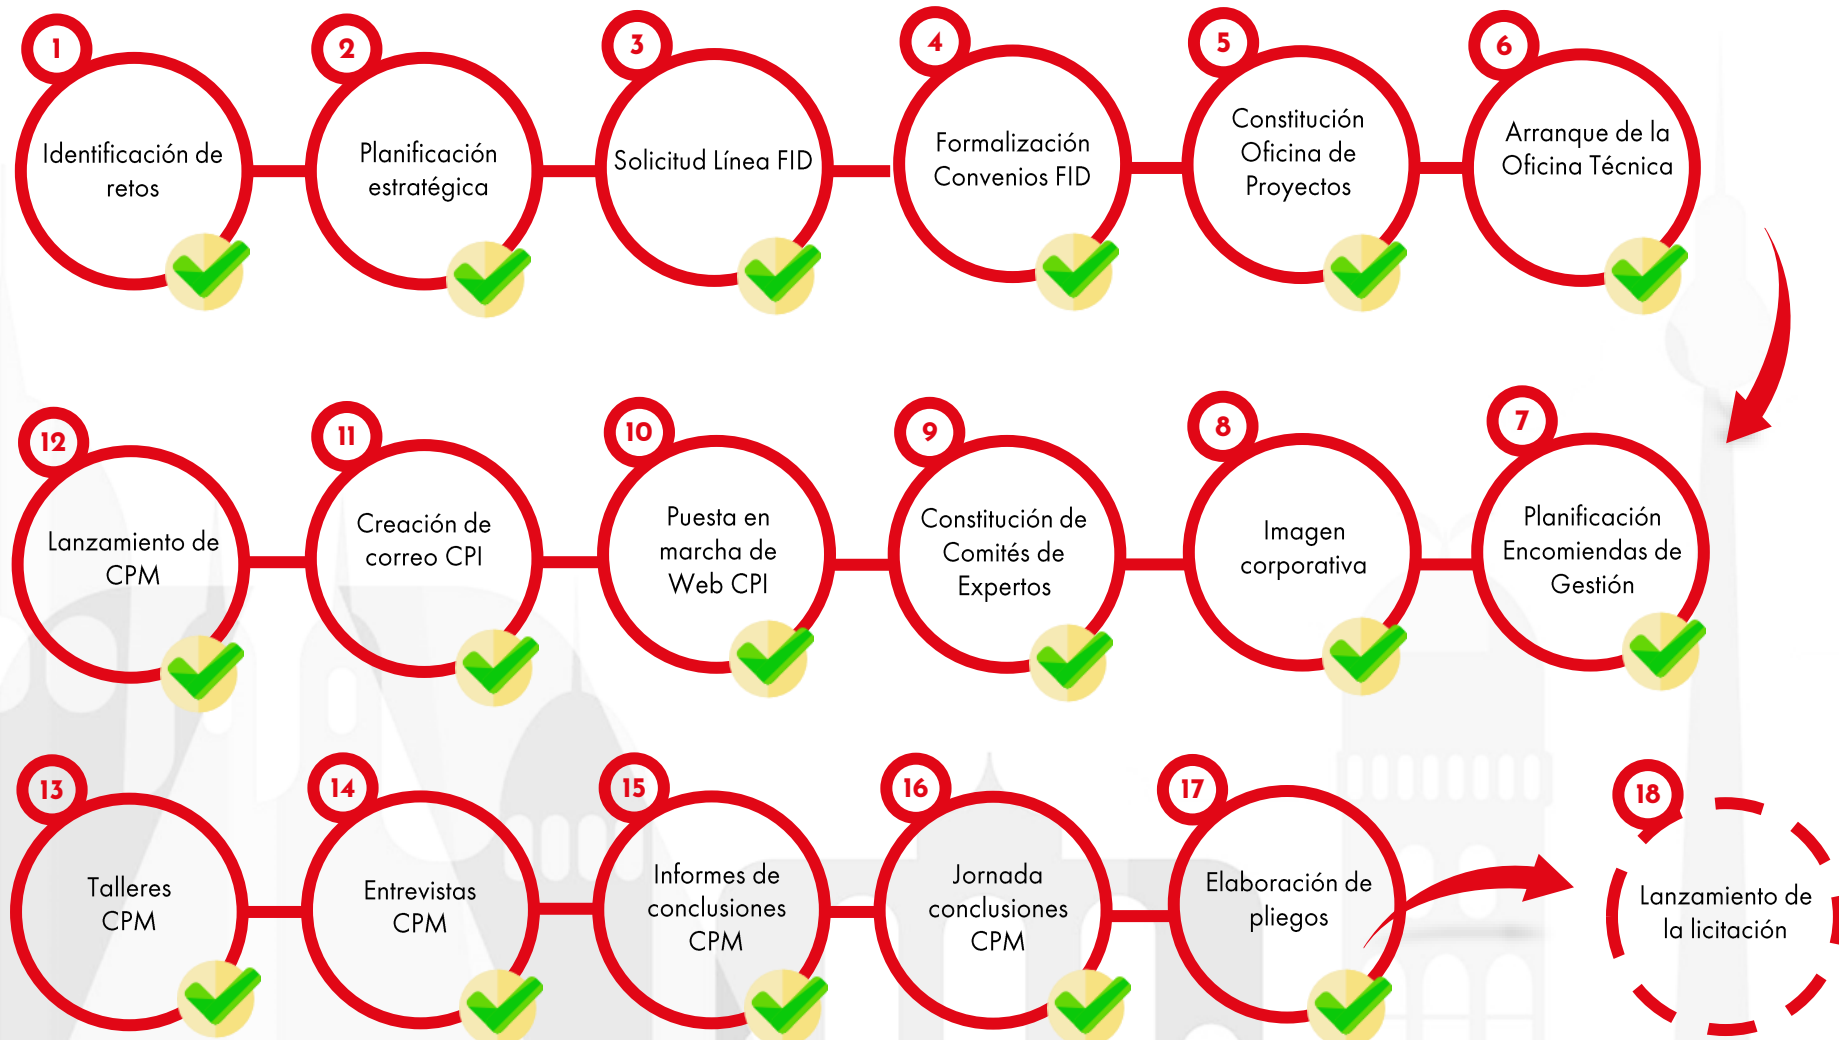 1
Identificación de
retos
2
Planificación
estratégica
3
Solicitud Línea FID
4
Formalización
Convenios FID
5
Constitución
Oficina de
Proyectos
6
Arranque de la
Oficina Técnica
7
Planificación
Encomiendas de
Gestión
8
Imagen
corporativa
9
Constitución de
Comités de
Expertos
10
Puesta en
marcha de
Web CPI
11
Creación de
correo CPI
12
Lanzamiento de
CPM
13
Talleres
CPM
14
Entrevistas
CPM
15
Informes de
conclusiones
CPM
16
Jornada
conclusiones
CPM
17
Elaboración de
pliegos
18
Lanzamiento de
la licitación